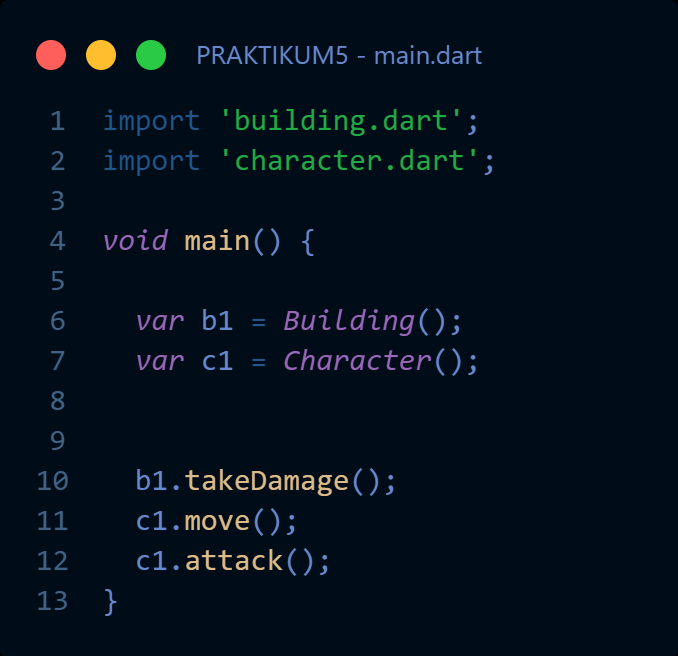 PRAKTIKUM5 - main.dart
1 import 'building.dart';
2 import 'character.dart';
3
4 void main() {
5
6   var b1 = Building();
7   var c1 = Character();
8
9
10   b1.takeDamage();
11   c1.move();
12   c1.attack();
13 }